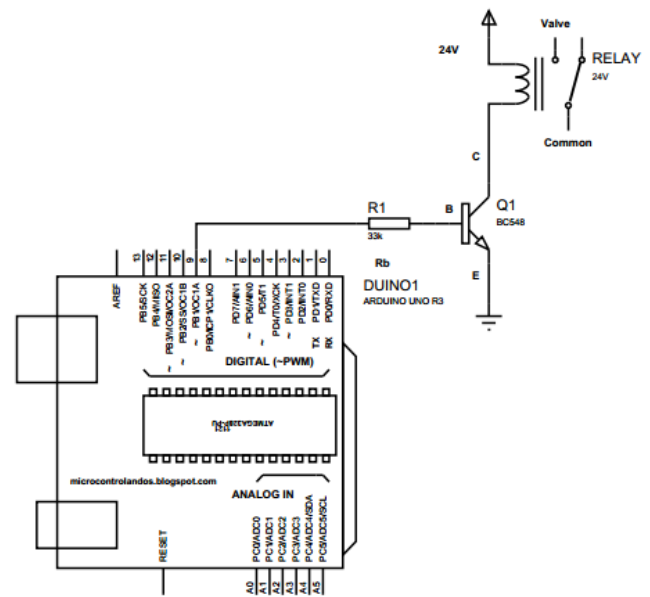 Valve
24V
RELAY
24V
Common
C
R1
B
Q1
33k
BC548
Rb
E
DUINO1
ARDUINO UNO R3
AREF
13
12
11
10
9
8
7
6
5
4
3
2
1
0
PB5/SCK
PB4/MISO
~ PB3/MOSI/OC2A
~ PB2/SS/OC1B
~ PB1/OC1A
PB0/ICP1/CLKO
PD7/AIN1
~ PD6/AIN0
~ PD5/T1
PD4/T0/XCK
~ PD3/INT1
PD2/INT0
TX PD1/TXD
RX PD0/RXD
DIGITAL (~PWM)
microcontrolandos.blogspot.com
ANALOG IN
RESET
PC0/ADC0
PC1/ADC1
PC2/ADC2
PC3/ADC3
PC4/ADC4/SDA
PC5/ADC5/SCL
A0
A1
A2
A3
A4
A5